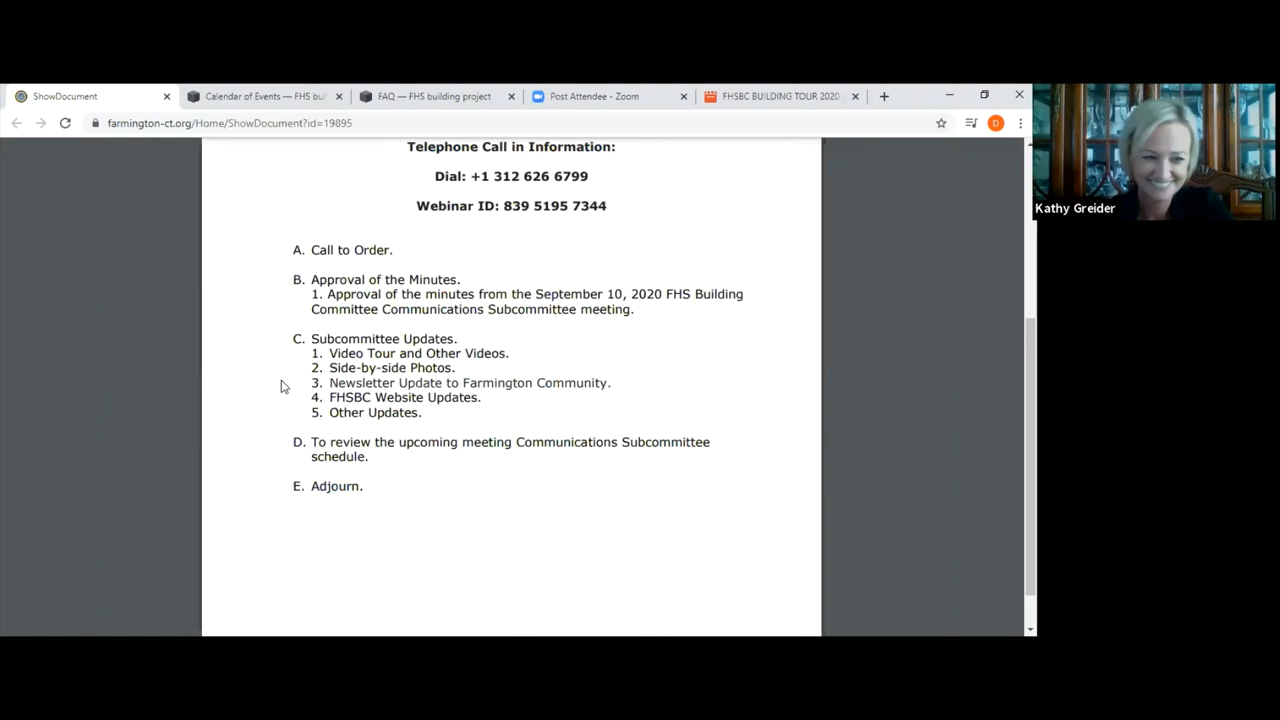 ShowDocument
Calendar of Events — FHS bui
FAQ — FHS building project
Post Attendee - Zoom
FHSBC BUILDING TOUR 2020
farmington-ct.org/Home/ShowDocument?id=19895
D
Kathy Greider
Telephone Call in Information:
Dial: +1 312 626 6799
Webinar ID: 839 5195 7344
A. Call to Order.
B. Approval of the Minutes.
1. Approval of the minutes from the September 10, 2020 FHS Building
Committee Communications Subcommittee meeting.
C. Subcommittee Updates.
1. Video Tour and Other Videos.
2. Side-by-side Photos.
3. Newsletter Update to Farmington Community.
4. FHSBC Website Updates.
5. Other Updates.
D. To review the upcoming meeting Communications Subcommittee
schedule.
E. Adjourn.